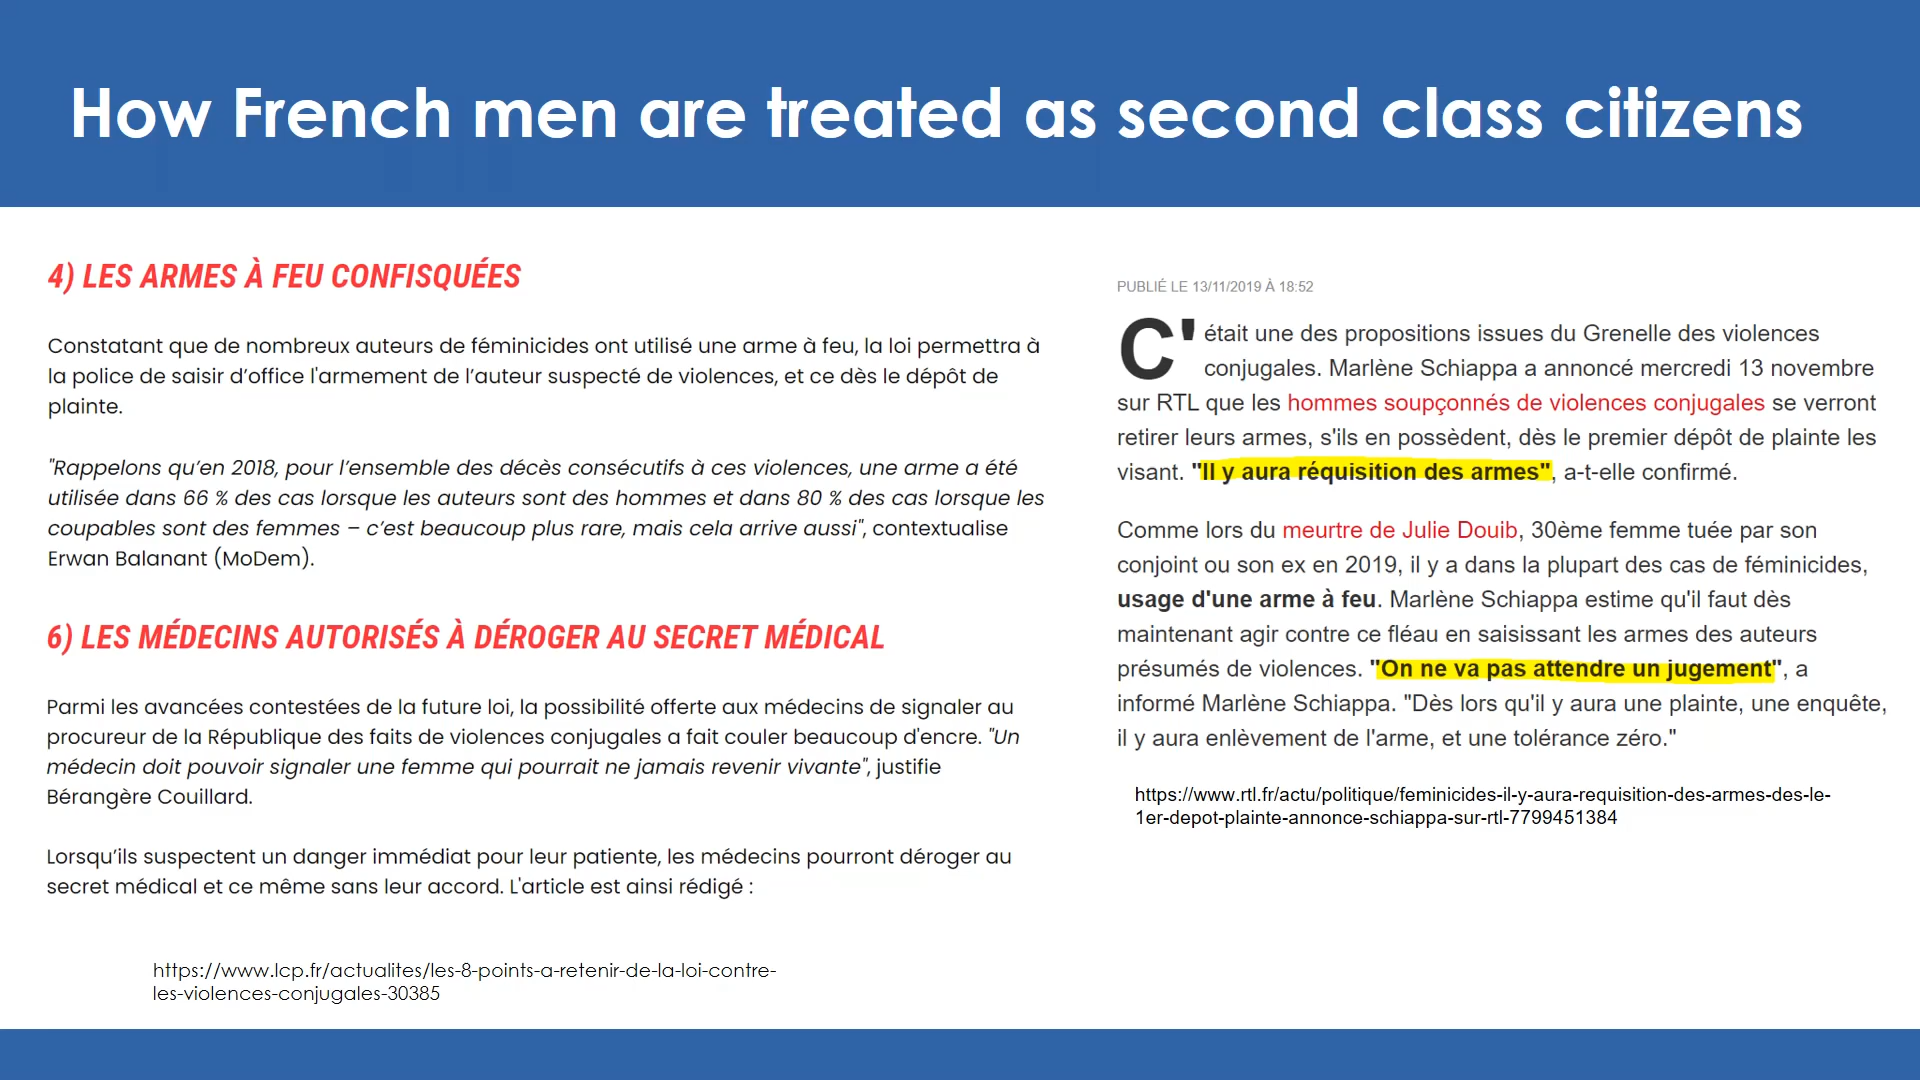 How French men are treated as second class citizens
4) LES ARMES À FEU CONFISQUÉES
Constatant que de nombreux auteurs de féminicides ont utilisé une arme à feu, la loi permettra à
la police de saisir d’office l'armement de l’auteur suspecté de violences, et ce dès le dépôt de
plainte.
"Rappelons qu’en 2018, pour l’ensemble des décès consécutifs à ces violences, une arme a été
utilisée dans 66 % des cas lorsque les auteurs sont des hommes et dans 80 % des cas lorsque les
coupables sont des femmes – c’est beaucoup plus rare, mais cela arrive aussi", contextualise
Erwan Balanant (MoDem).
6) LES MÉDECINS AUTORISÉS À DÉROGER AU SECRET MÉDICAL
Parmi les avancées contestées de la future loi, la possibilité offerte aux médecins de signaler au
procureur de la République des faits de violences conjugales a fait couler beaucoup d'encre. "Un
médecin doit pouvoir signaler une femme qui pourrait ne jamais revenir vivante", justifie
Bérangère Couillard.
Lorsqu’ils suspectent un danger immédiat pour leur patiente, les médecins pourront déroger au
secret médical et ce même sans leur accord. L'article est ainsi rédigé :
https://www.lcp.fr/actualites/les-8-points-a-retenir-de-la-loi-contre-
les-violences-conjugales-30385
PUBLIÉ LE 13/11/2019 À 18:52
C'était une des propositions issues du Grenelle des violences
conjugales. Marlène Schiappa a annoncé mercredi 13 novembre
sur RTL que les hommes soupçonnés de violences conjugales se verront
retirer leurs armes, s'ils en possèdent, dès le premier dépôt de plainte les
visant. "Il y aura réquisition des armes", a-t-elle confirmé.
Comme lors du meurtre de Julie Douib, 30ème femme tuée par son
conjoint ou son ex en 2019, il y a dans la plupart des cas de féminicides,
usage d'une arme à feu. Marlène Schiappa estime qu'il faut dès
maintenant agir contre ce fléau en saisissant les armes des auteurs
présumés de violences. "On ne va pas attendre un jugement", a
informé Marlène Schiappa. "Dès lors qu'il y aura une plainte, une enquête,
il y aura enlèvement de l'arme, et une tolérance zéro."
https://www.rtl.fr/actu/politique/feminicides-il-y-aura-requisition-des-armes-des-le-
1er-depot-plainte-annonce-schiappa-sur-rtl-7799451384